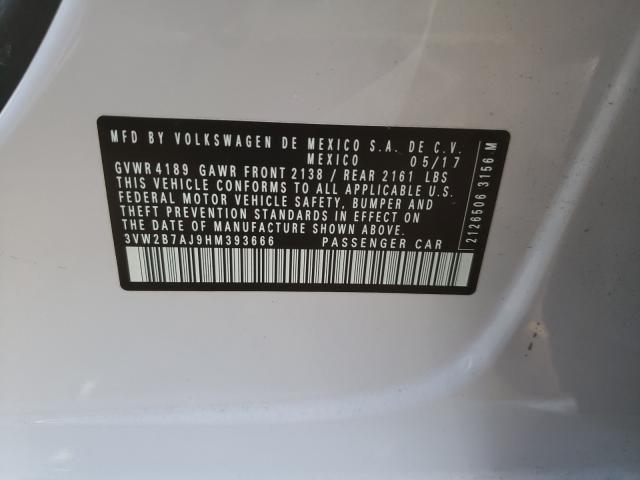 MFD BY VOLKSWAGEN DE MEXICO S.A. DE C.V.
MEXICO 05/17
GVWR 4189 GAWR FRONT 2138 / REAR 2161 LBS
THIS VEHICLE CONFORMS TO ALL APPLICABLE U.S.
FEDERAL MOTOR VEHICLE SAFETY, BUMPER AND
THEFT PREVENTION STANDARDS IN EFFECT ON
THE DATE OF MANUFACTURE SHOWN ABOVE
3VW2B7AJ9HM393666 PASSENGER CAR
2126506 3156 M